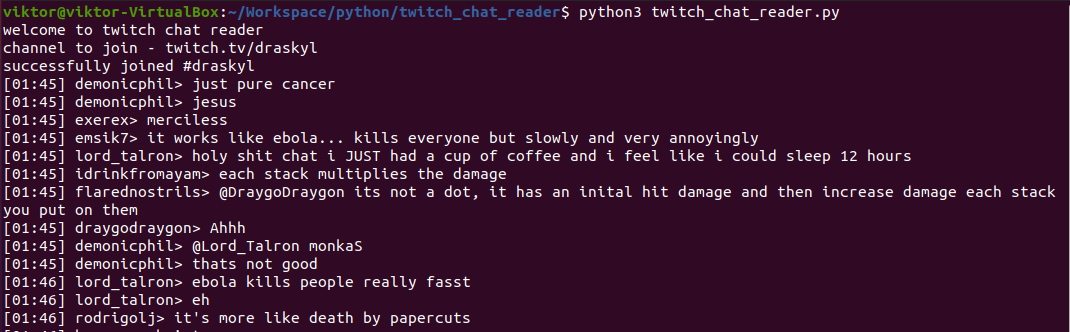 viktor@viktor-VirtualBox:~/Workspace/python/twitch_chat_reader$ python3 twitch_chat_reader.py
welcome to twitch chat reader
channel to join - twitch.tv/draskyl
successfully joined #draskyl
[01:45] demonicphil> just pure cancer
[01:45] demonicphil> jesus
[01:45] exerex> merciless
[01:45] emsik7> it works like ebola... kills everyone but slowly and very annoyingly
[01:45] lord_talron> holy shit chat i JUST had a cup of coffee and i feel like i could sleep 12 hours
[01:45] idrinkfromayam> each stack multiplies the damage
[01:45] flarednostrils> @DraygoDraygon its not a dot, it has an inital hit damage and then increase damage each stack
you put on them
[01:45] draygodraygon> Ahhh
[01:45] demonicphil> @Lord_Talron monkaS
[01:45] demonicphil> thats not good
[01:46] lord_talron> ebola kills people really fasst
[01:46] lord_talron> eh
[01:46] rodrigolj> it's more like death by papercuts